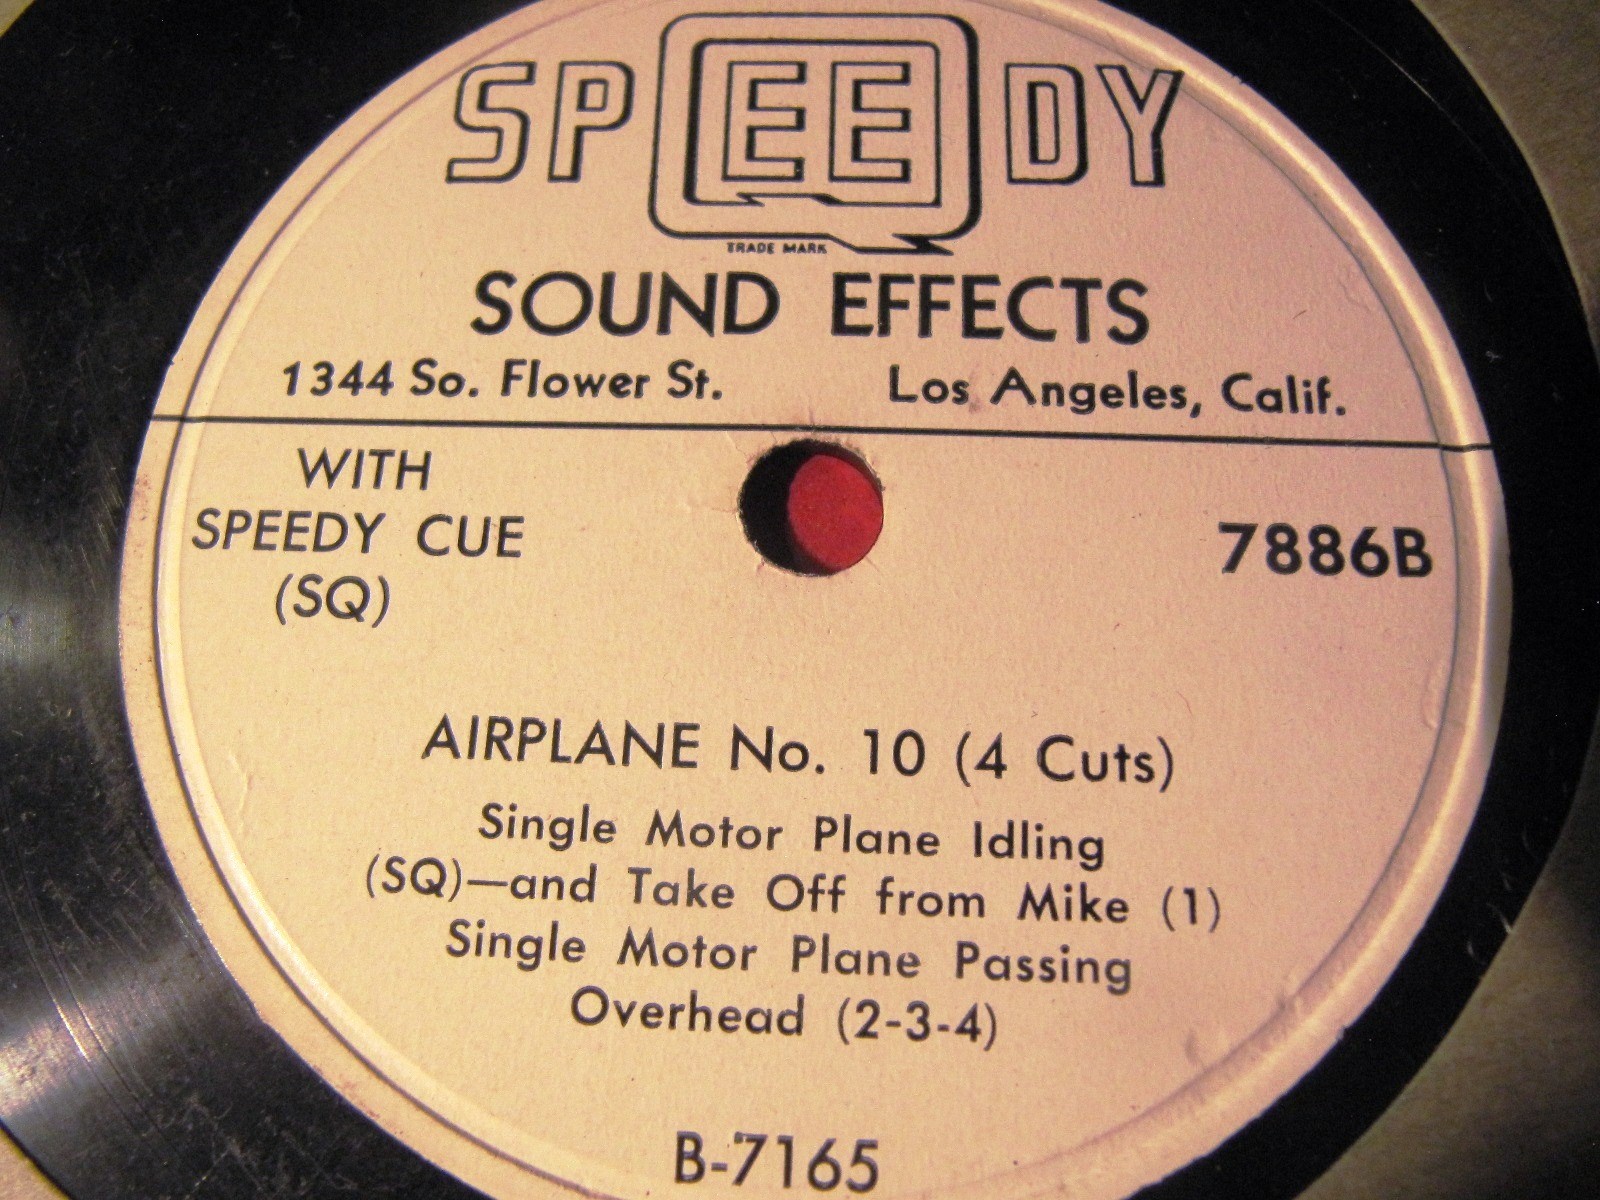 SPEEDY
TRADE MARK
SOUND EFFECTS
1344 So. Flower St. Los Angeles, Calif.
WITH
SPEEDY CUE
(SQ)
7886B
AIRPLANE No. 10 (4 Cuts)
Single Motor Plane Idling
(SQ)—and Take Off from Mike (1)
Single Motor Plane Passing
Overhead (2-3-4)
B-7165